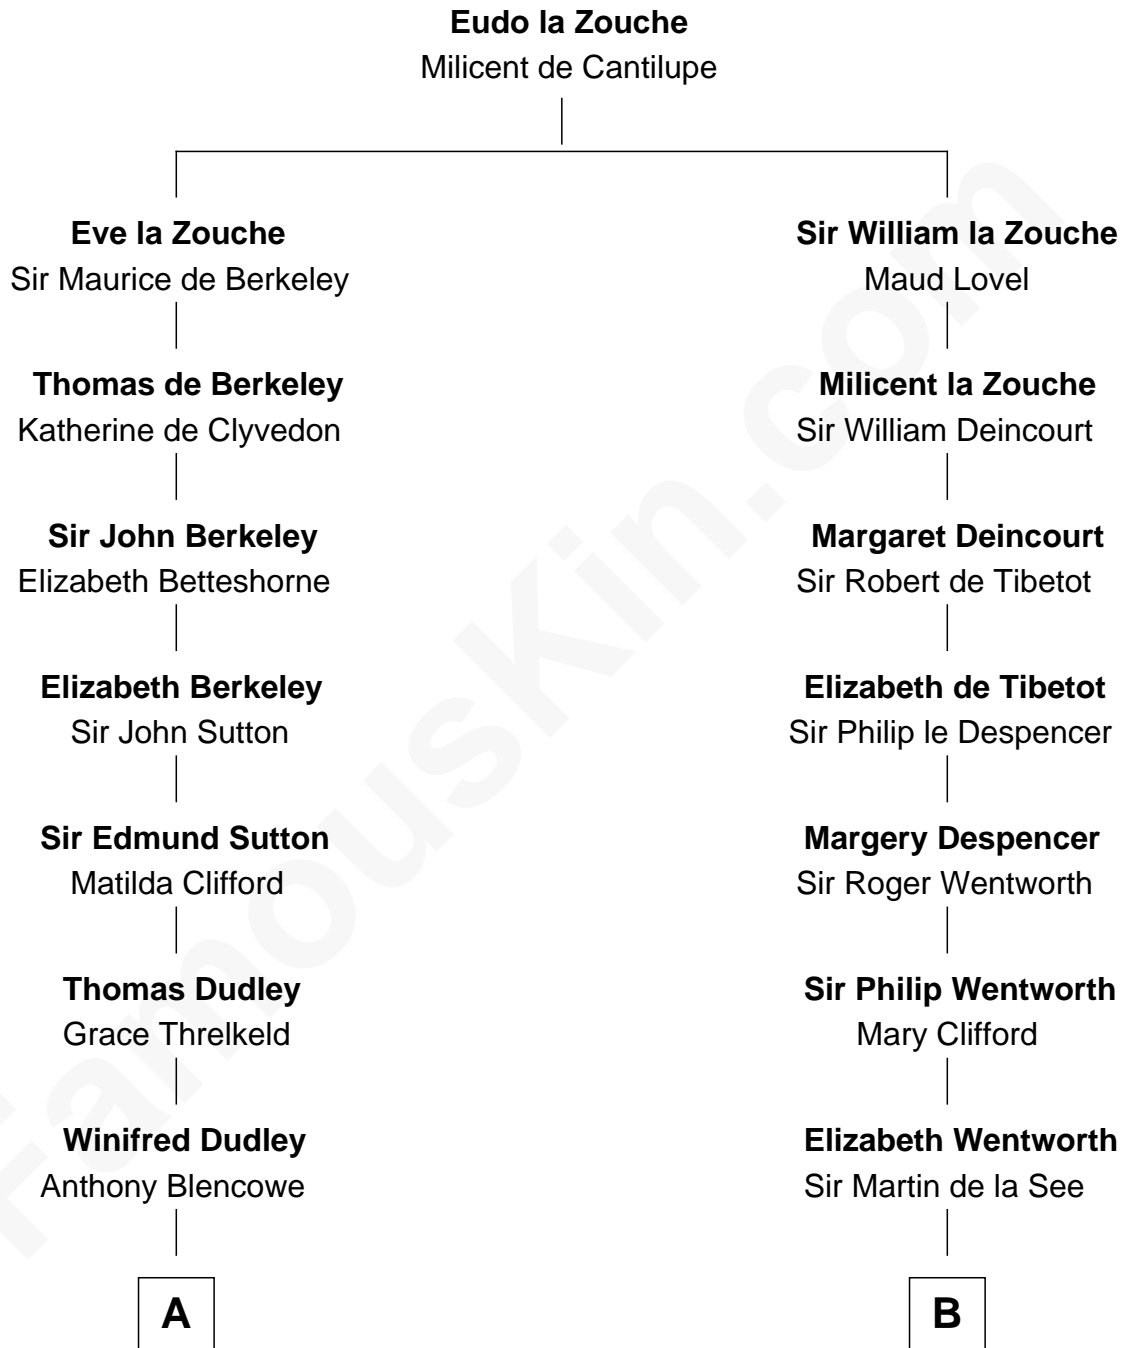 Eudo la Zouche
Milicent de Cantilupe
Eve la Zouche
Sir Maurice de Berkeley
Sir William la Zouche
Maud Lovel
Thomas de Berkeley
Katherine de Clyvedon
Milicent la Zouche
Sir William Deincourt
Sir John Berkeley
Elizabeth Betteshorne
Margaret Deincourt
Sir Robert de Tibetot
Elizabeth Berkeley
Sir John Sutton
Elizabeth de Tibetot
Sir Philip le Despencer
Sir Edmund Sutton
Matilda Clifford
Margery Despencer
Sir Roger Wentworth
Thomas Dudley
Grace Threlkeld
Sir Philip Wentworth
Mary Clifford
Winifred Dudley
Anthony Blencowe
Elizabeth Wentworth
Sir Martin de la See
A
B
FamousKin.com